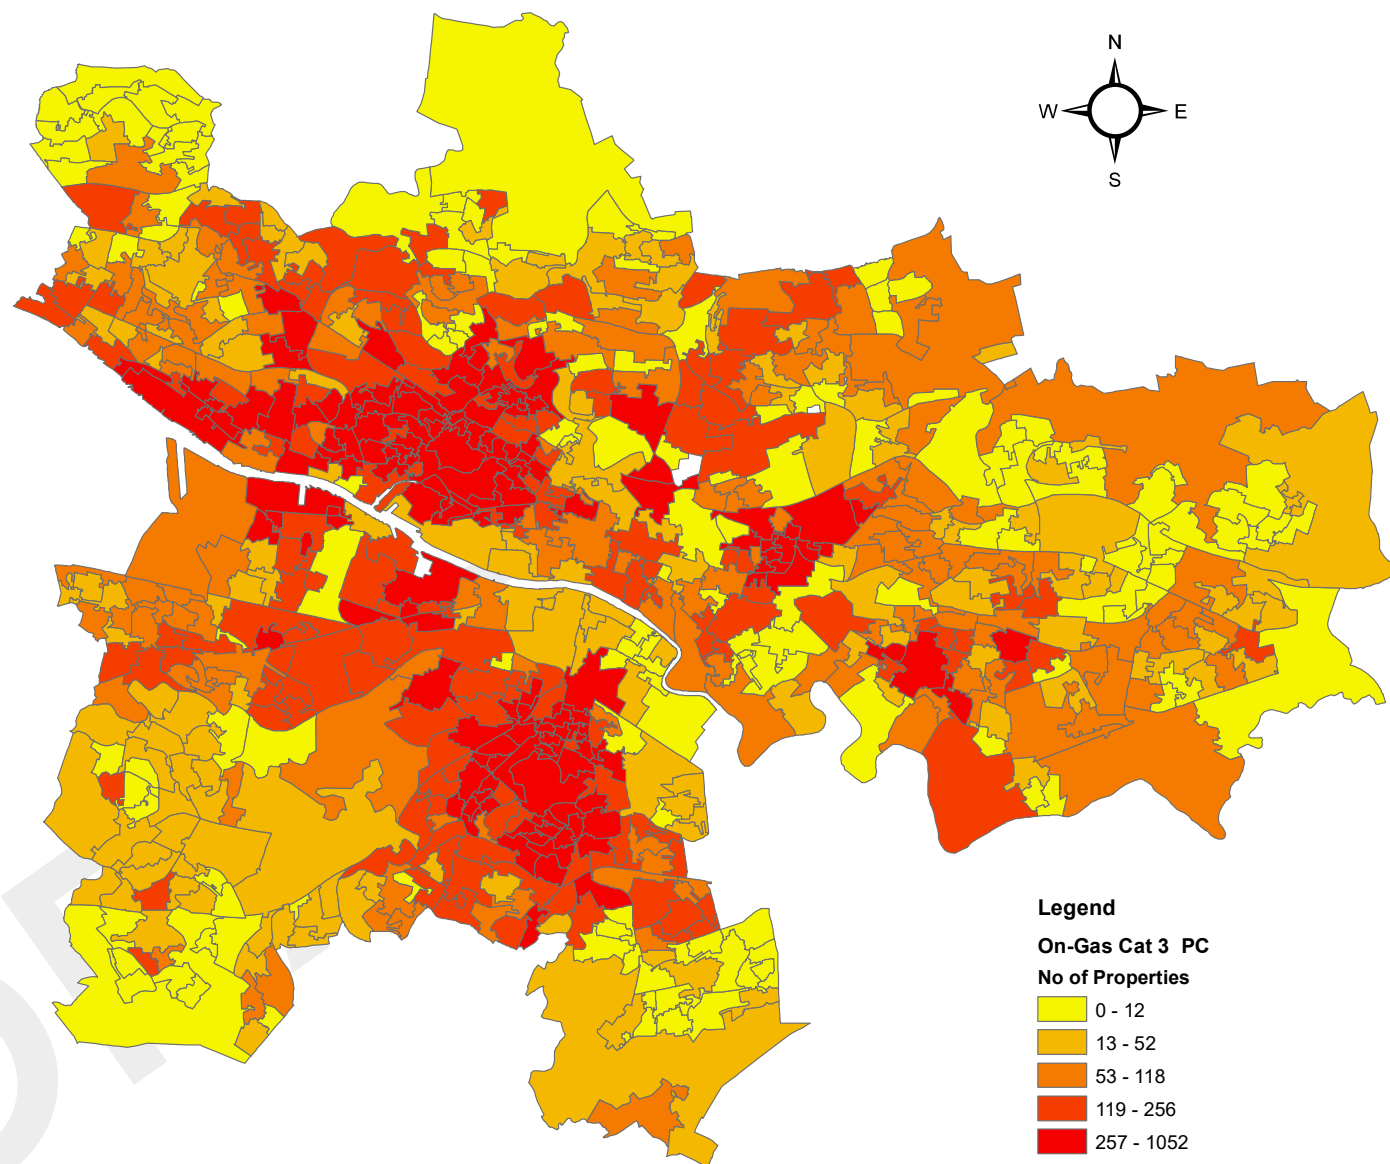 N
W E
S
Legend
On-Gas Cat 3 PC
No of Properties
0 - 12
13 - 52
53 - 118
119 - 256
257 - 1052